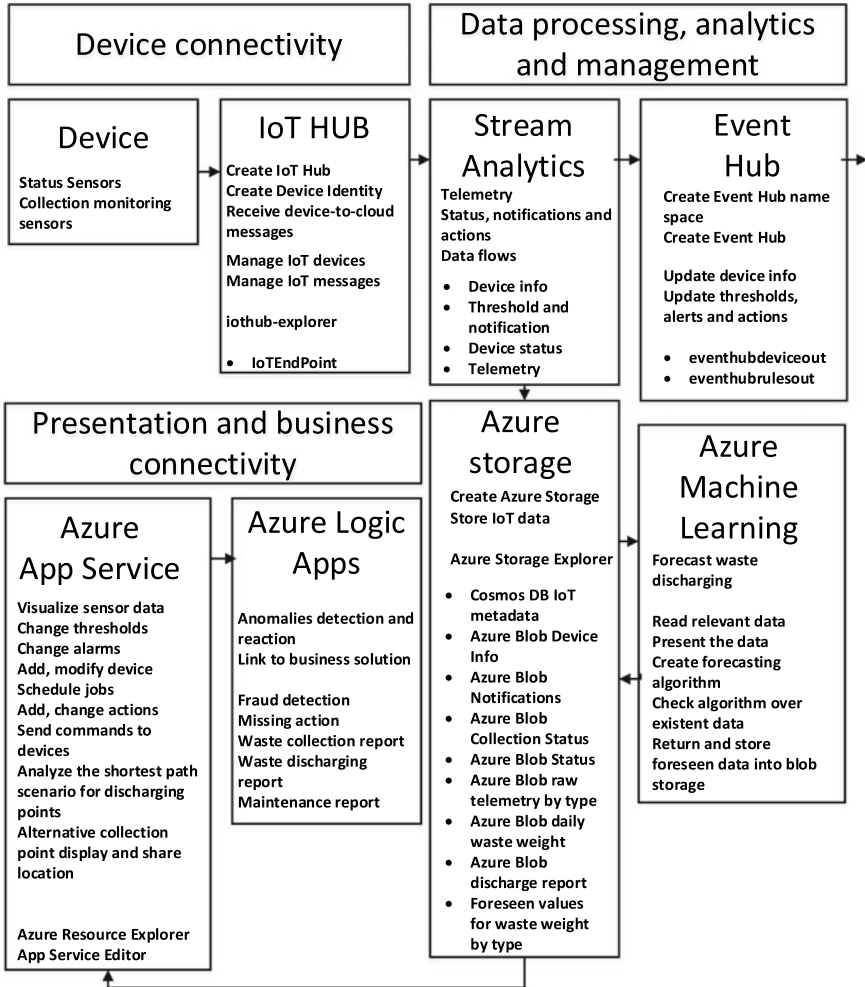 Device connectivity
Data processing, analytics
and management
Device
Status Sensors
Collection monitoring
sensors
IoT HUB
Create IoT Hub
Create Device Identity
Receive device-to-cloud
messages
Manage IoT devices
Manage IoT messages
iothub-explorer
• IoTEndPoint
Stream
Analytics
Telemetry
Status, notifications and
actions
Data flows
• Device info
• Threshold and
notification
• Device status
• Telemetry
Event
Hub
Create Event Hub name
space
Create Event Hub
Update device info
Update thresholds,
alerts and actions
• eventhubdeviceout
• eventhubrulesout
Presentation and business
connectivity
Azure
App Service
Visualize sensor data
Change thresholds
Change alarms
Add, modify device
Schedule jobs
Add, change actions
Send commands to
devices
Analyze the shortest path
scenario for discharging
points
Alternative collection
point display and share
location
Azure Resource Explorer
App Service Editor
Azure Logic
Apps
Anomalies detection and
reaction
Link to business solution
Fraud detection
Missing action
Waste collection report
Waste discharging
report
Maintenance report
Azure
storage
Create Azure Storage
Store IoT data
Azure Storage Explorer
• Cosmos DB IoT
metadata
• Azure Blob Device
Info
• Azure Blob
Notifications
• Azure Blob
Collection Status
• Azure Blob Status
• Azure Blob raw
telemetry by type
• Azure Blob daily
waste weight
• Azure Blob
discharge report
• Foreseen values
for waste weight
by type
Azure
Machine
Learning
Forecast waste
discharging
Read relevant data
Present the data
Create forecasting
algorithm
Check algorithm over
existent data
Return and store
foreseen data into blob
storage